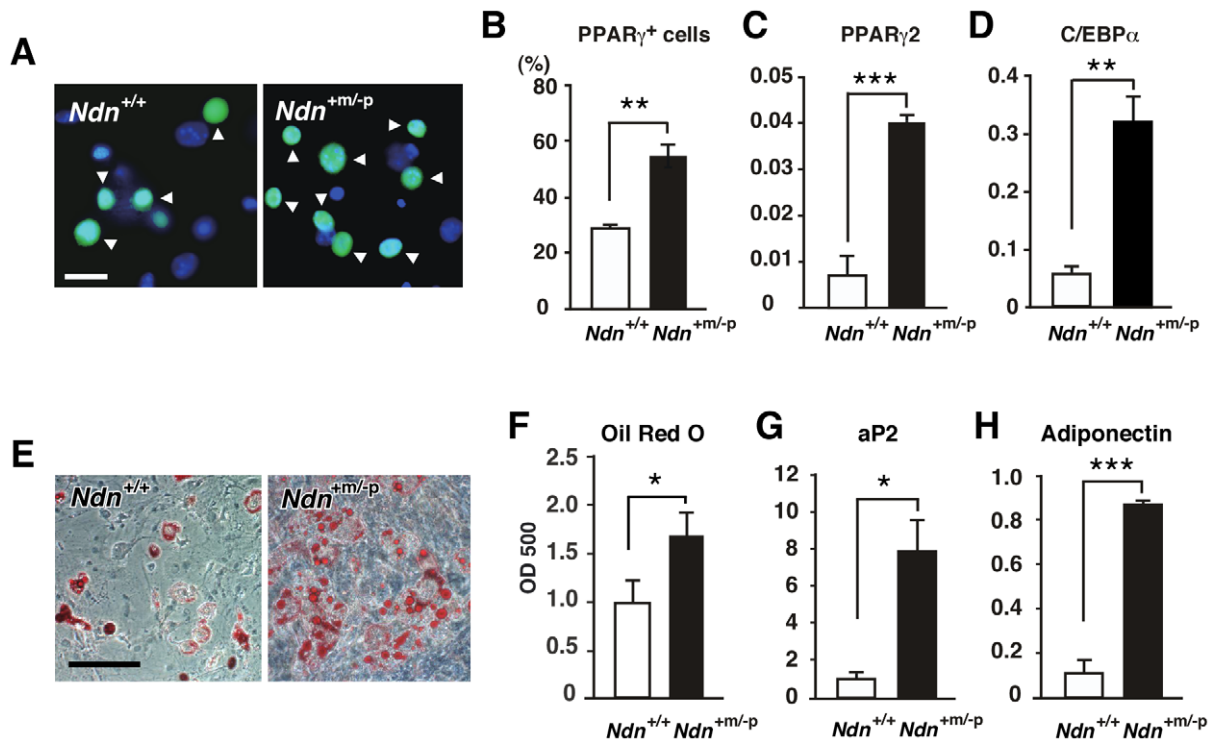 A
Ndn+/+
Ndn+m/-p
B
PPARγ+ cells
(%)
80
60
40
20
0
**
Ndn+/+ Ndn+m/-p
C
PPARγ2
0.05
0.04
0.03
0.02
0.01
0
***
Ndn+/+ Ndn+m/-p
D
C/EBPα
0.4
0.3
0.2
0.1
0
**
Ndn+/+ Ndn+m/-p
E
Ndn+/+
Ndn+m/-p
F
Oil Red O
OD 500
2.5
2.0
1.5
1.0
0.5
0
*
Ndn+/+ Ndn+m/-p
G
aP2
12
10
8
6
4
2
0
*
Ndn+/+ Ndn+m/-p
H
Adiponectin
1.0
0.8
0.6
0.4
0.2
0
***
Ndn+/+ Ndn+m/-p